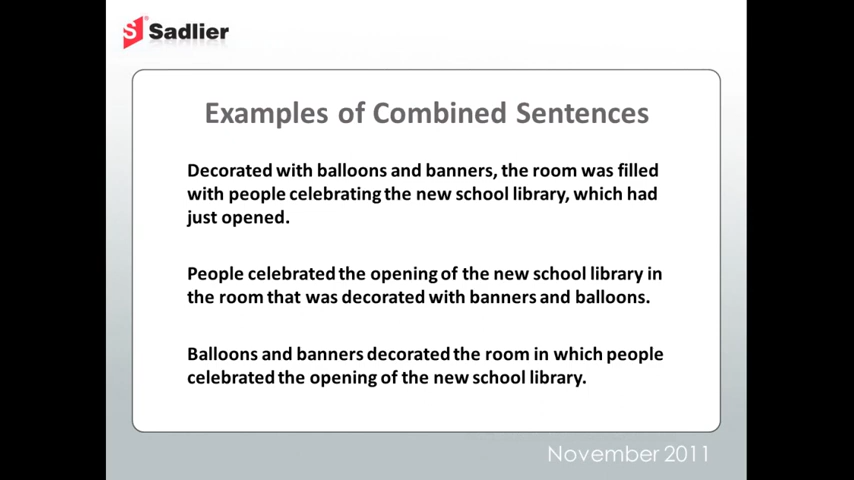 Sadlier
Examples of Combined Sentences
Decorated with balloons and banners, the room was filled
with people celebrating the new school library, which had
just opened.
People celebrated the opening of the new school library in
the room that was decorated with banners and balloons.
Balloons and banners decorated the room in which people
celebrated the opening of the new school library.
November 2011